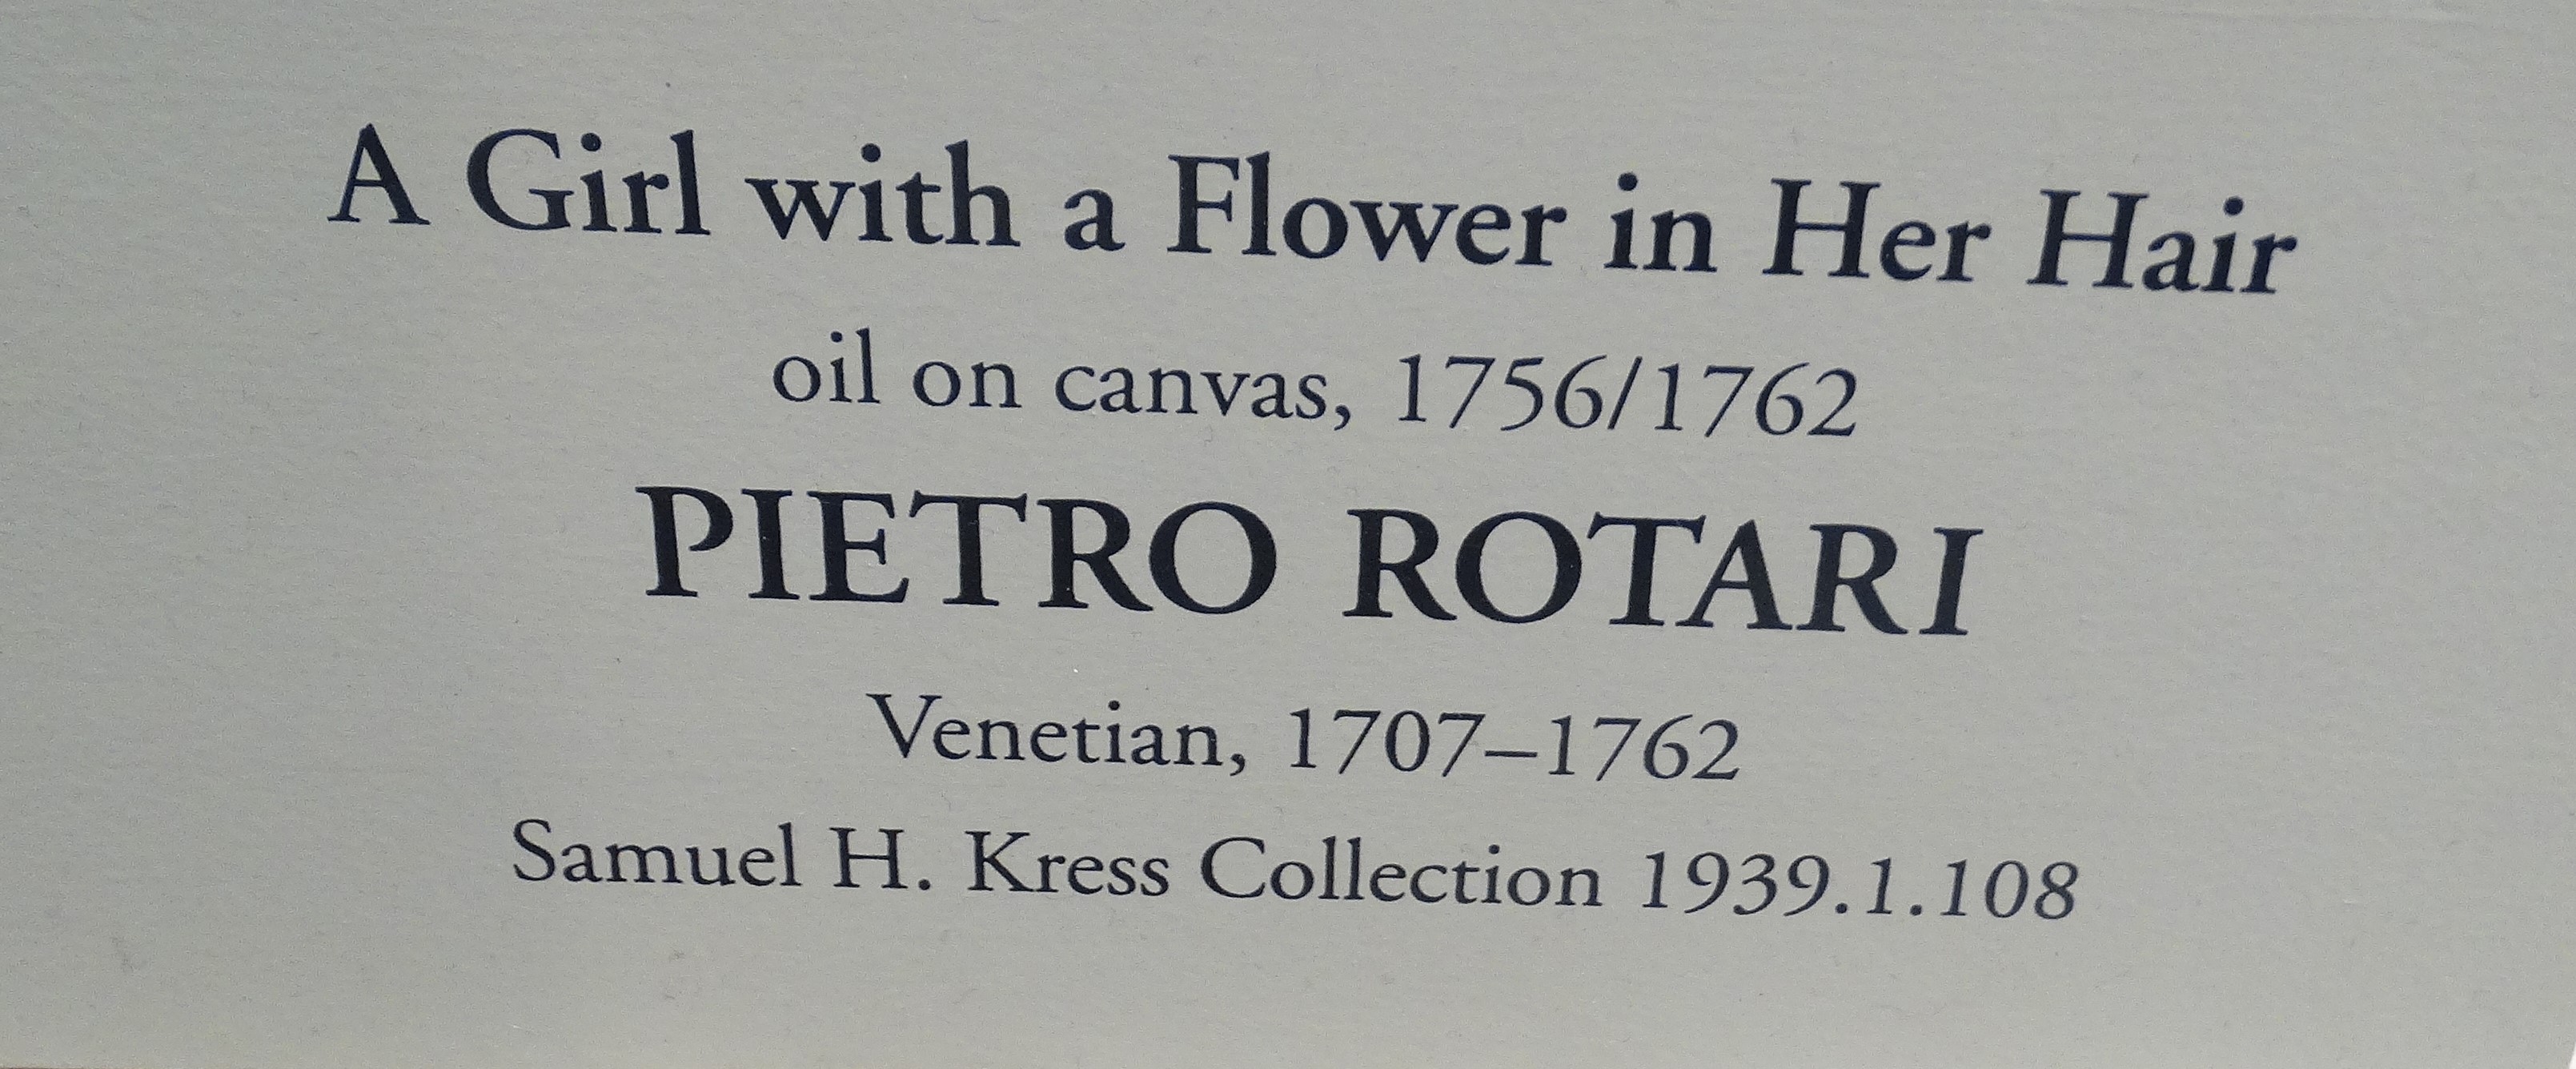 A Girl with a Flower in Her Hair
oil on canvas, 1756/1762
PIETRO ROTARI
Venetian, 1707–1762
Samuel H. Kress Collection 1939.1.108